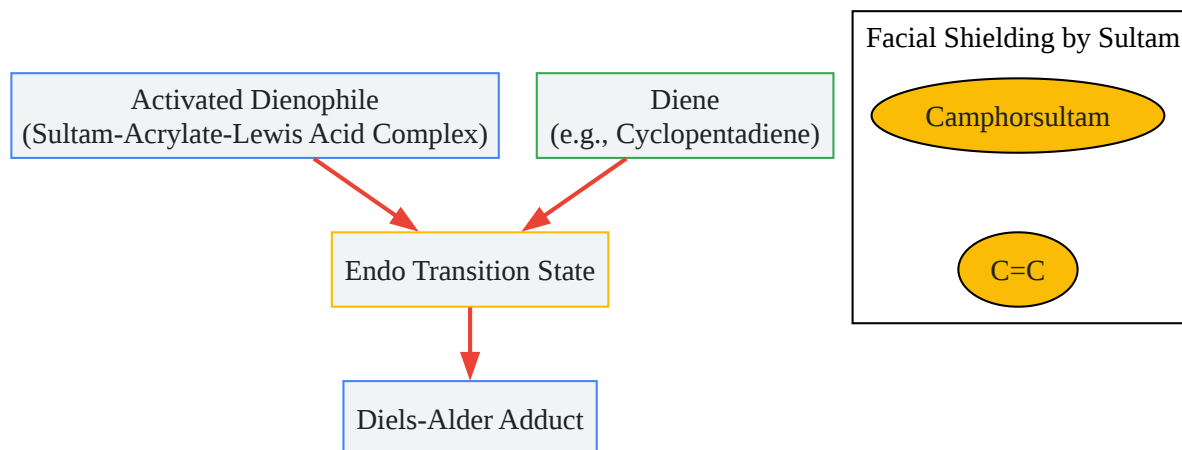 Facial Shielding by Sultam
Activated Dienophile
(Sultam-Acrylate-Lewis Acid Complex)
Diene
(e.g., Cyclopentadiene)
Camphorsultam
Endo Transition State
C=C
Diels-Alder Adduct